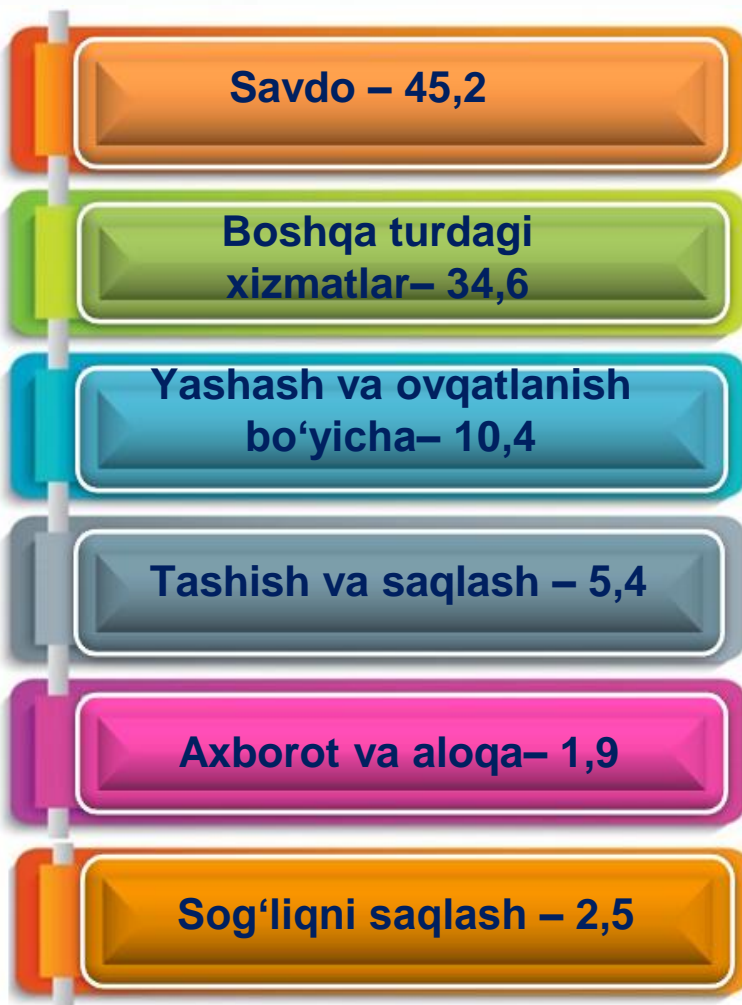 Savdo – 45,2
Boshqa turdagi
xizmatlar– 34,6
Yashash va ovqatlanish
bo‘yicha– 10,4
Tashish va saqlash – 5,4
Axborot va aloqa– 1,9
Sog‘liqni saqlash – 2,5